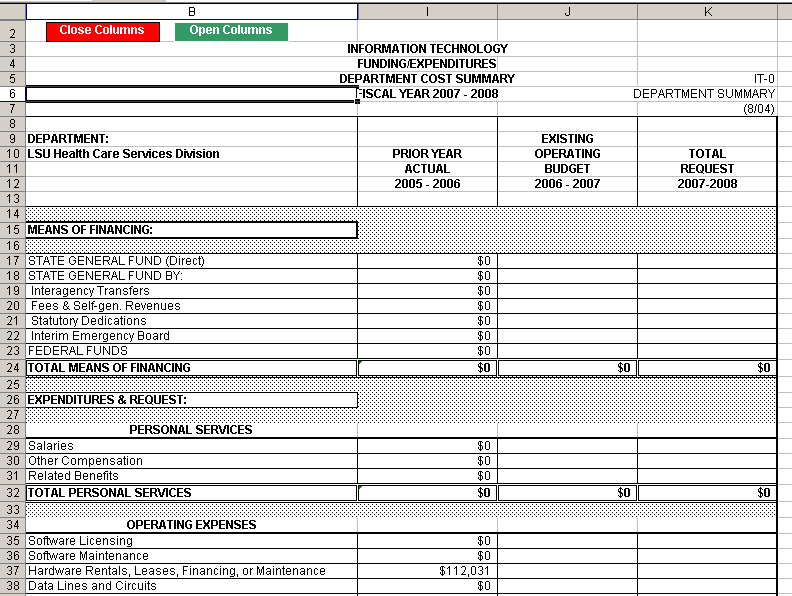 B I J K
Close Columns Open Columns
2
3 INFORMATION TECHNOLOGY
4 FUNDING/EXPENDITURES
5 DEPARTMENT COST SUMMARY IT-0
6 FISCAL YEAR 2007 - 2008 DEPARTMENT SUMMARY
7 (8/04)
8
9 DEPARTMENT: EXISTING
10 LSU Health Care Services Division PRIOR YEAR OPERATING TOTAL
11 ACTUAL BUDGET REQUEST
12 2005 - 2006 2006 - 2007 2007-2008
13
14
15 MEANS OF FINANCING:
16
17 STATE GENERAL FUND (Direct) $0
18 STATE GENERAL FUND BY: $0
19 Interagency Transfers $0
20 Fees & Self-gen. Revenues $0
21 Statutory Dedications $0
22 Interim Emergency Board $0
23 FEDERAL FUNDS $0
24 TOTAL MEANS OF FINANCING $0 $0 $0
25
26 EXPENDITURES & REQUEST:
27
28 PERSONAL SERVICES
29 Salaries $0
30 Other Compensation $0
31 Related Benefits $0
32 TOTAL PERSONAL SERVICES $0 $0 $0
33
34 OPERATING EXPENSES
35 Software Licensing $0
36 Software Maintenance $0
37 Hardware Rentals, Leases, Financing, or Maintenance $112,031
38 Data Lines and Circuits $0